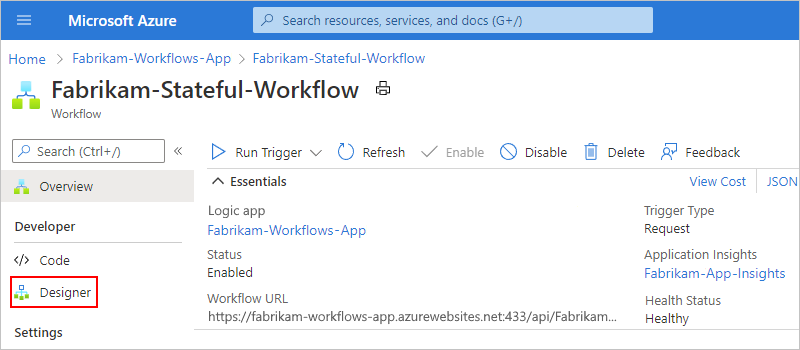 Microsoft Azure
Search resources, services, and docs (G+/)
Home > Fabrikam-Workflows-App > Fabrikam-Stateful-Workflow
Fabrikam-Stateful-Workflow
Workflow
Search (Ctrl+/) «
Run Trigger Refresh Enable Disable Delete Feedback
Overview
Developer
</> Code
Designer
Settings
Essentials
View Cost JSON
Logic app
Fabrikam-Workflows-App
Status
Enabled
Workflow URL
https://fabrikam-workflows-app.azurewebsites.net:433/api/Fabrikam...
Trigger Type
Request
Application Insights
Fabrikam-App-Insights
Health Status
Healthy